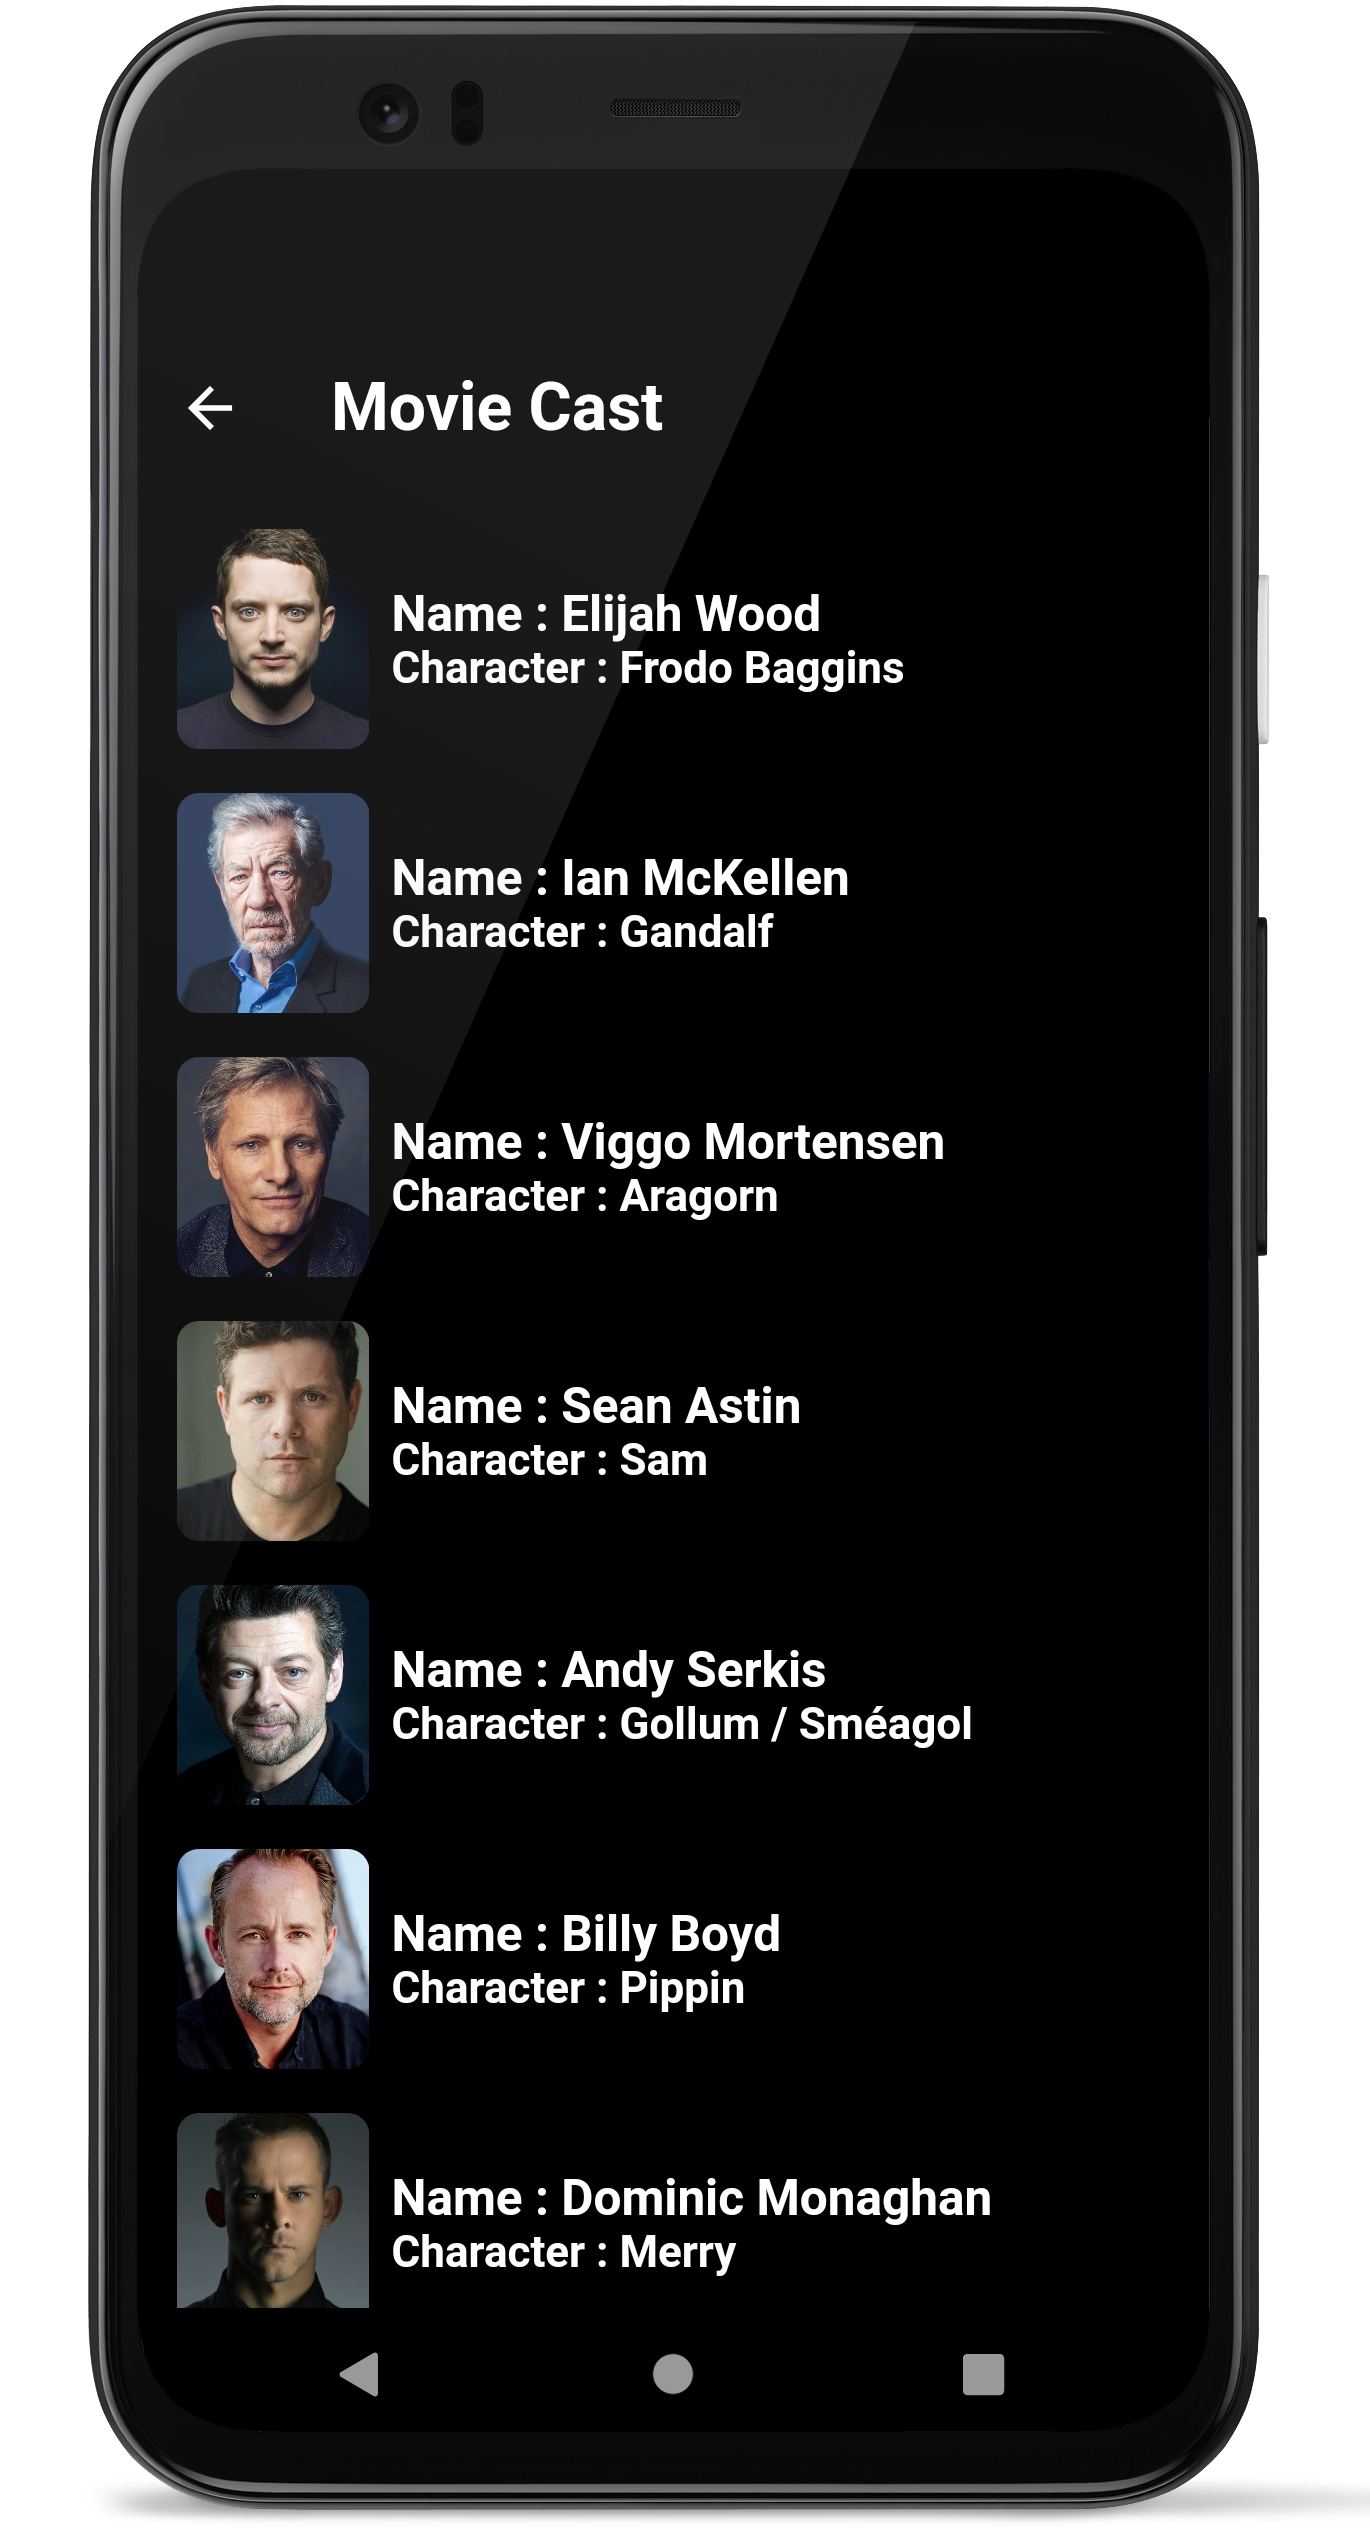 Movie Cast
Name : Elijah Wood
Character : Frodo Baggins
Name : Ian McKellen
Character : Gandalf
Name : Viggo Mortensen
Character : Aragorn
Name : Sean Astin
Character : Sam
Name : Andy Serkis
Character : Gollum / Sméagol
Name : Billy Boyd
Character : Pippin
Name : Dominic Monaghan
Character : Merry